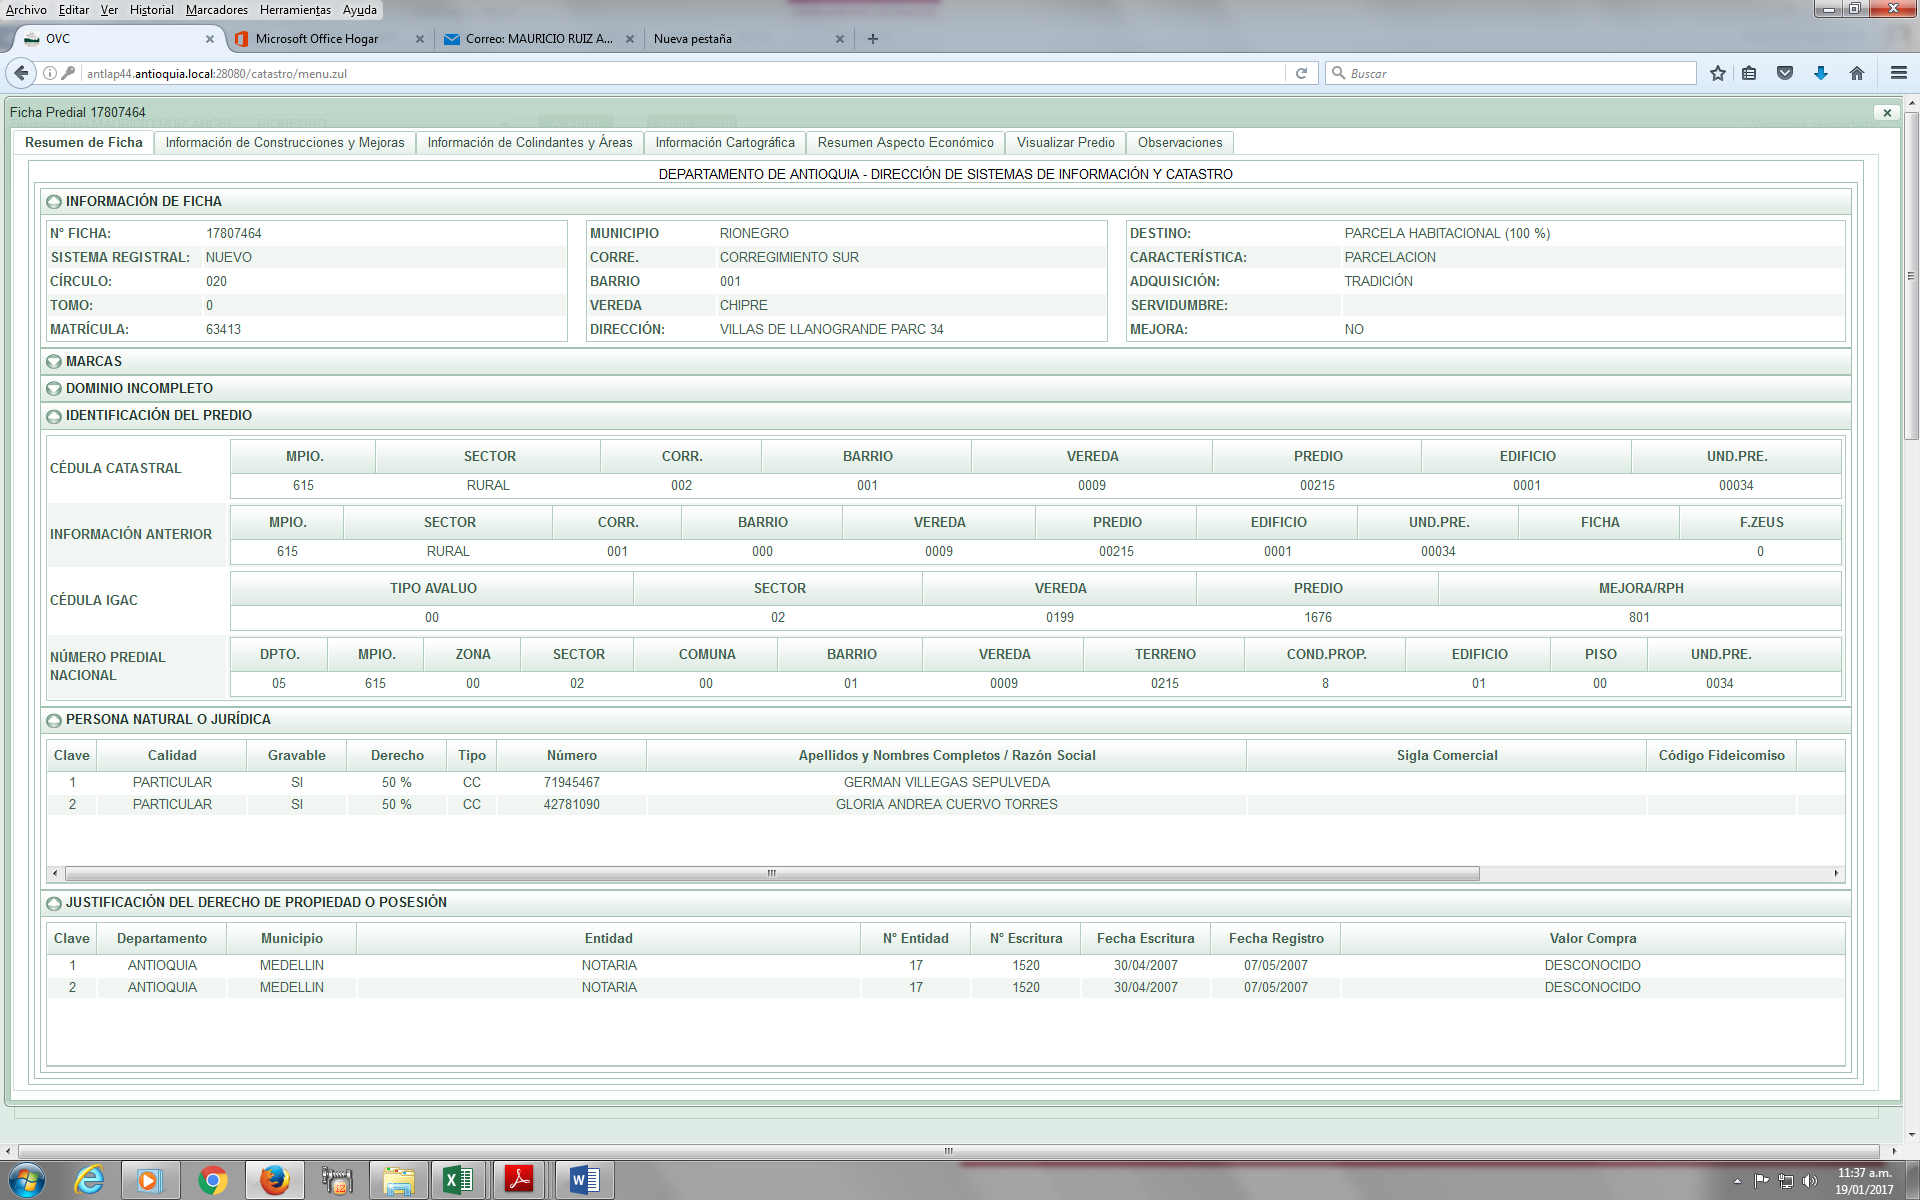 Archivo Editar Ver Historial Marcadores Herramientas Ayuda
OVC Microsoft Office Hogar Correo: MAURICIO RUIZ A... Nueva pestaña
antlap44.antioquia.local:28080/catastro/menu.zul Buscar
Ficha Predial 17807464
Resumen de Ficha Información de Construcciones y Mejoras Información de Colindantes y Áreas Información Cartográfica Resumen Aspecto Económico Visualizar Predio Observaciones
DEPARTAMENTO DE ANTIOQUIA - DIRECCIÓN DE SISTEMAS DE INFORMACIÓN Y CATASTRO
INFORMACIÓN DE FICHA
N° FICHA: 17807464 MUNICIPIO RIONEGRO DESTINO: PARCELA HABITACIONAL (100 %)
SISTEMA REGISTRAL: NUEVO CORRE. CORREGIMIENTO SUR CARACTERÍSTICA: PARCELACION
CÍRCULO: 020 BARRIO 001 ADQUISICIÓN: TRADICIÓN
TOMO: 0 VEREDA CHIPRE SERVIDUMBRE:
MATRÍCULA: 63413 DIRECCIÓN: VILLAS DE LLANOGRANDE PARC 34 MEJORA: NO
MARCAS
DOMINIO INCOMPLETO
IDENTIFICACIÓN DEL PREDIO
CÉDULA CATASTRAL
MPIO. SECTOR CORR. BARRIO VEREDA PREDIO EDIFICIO UND.PRE.
615 RURAL 002 001 0009 00215 0001 00034
INFORMACIÓN ANTERIOR
MPIO. SECTOR CORR. BARRIO VEREDA PREDIO EDIFICIO UND.PRE. FICHA F.ZEUS
615 RURAL 001 000 0009 00215 0001 00034 0
CÉDULA IGAC
TIPO AVALUO SECTOR VEREDA PREDIO MEJORA/RPH
00 02 0199 1676 801
NÚMERO PREDIAL
NACIONAL
DPTO. MPIO. ZONA SECTOR COMUNA BARRIO VEREDA TERRENO COND.PROP. EDIFICIO PISO UND.PRE.
05 615 00 02 00 01 0009 0215 8 01 00 0034
PERSONA NATURAL O JURÍDICA
Clave Calidad Gravable Derecho Tipo Número Apellidos y Nombres Completos / Razón Social Sigla Comercial Código Fideicomiso
1 PARTICULAR SI 50 % CC 71945467 GERMAN VILLEGAS SEPULVEDA
2 PARTICULAR SI 50 % CC 42781090 GLORIA ANDREA CUERVO TORRES
JUSTIFICACIÓN DEL DERECHO DE PROPIEDAD O POSESIÓN
Clave Departamento Municipio Entidad N° Entidad N° Escritura Fecha Escritura Fecha Registro Valor Compra
1 ANTIOQUIA MEDELLIN NOTARIA 17 1520 30/04/2007 07/05/2007 DESCONOCIDO
2 ANTIOQUIA MEDELLIN NOTARIA 17 1520 30/04/2007 07/05/2007 DESCONOCIDO
11:37 a.m.
19/01/2017